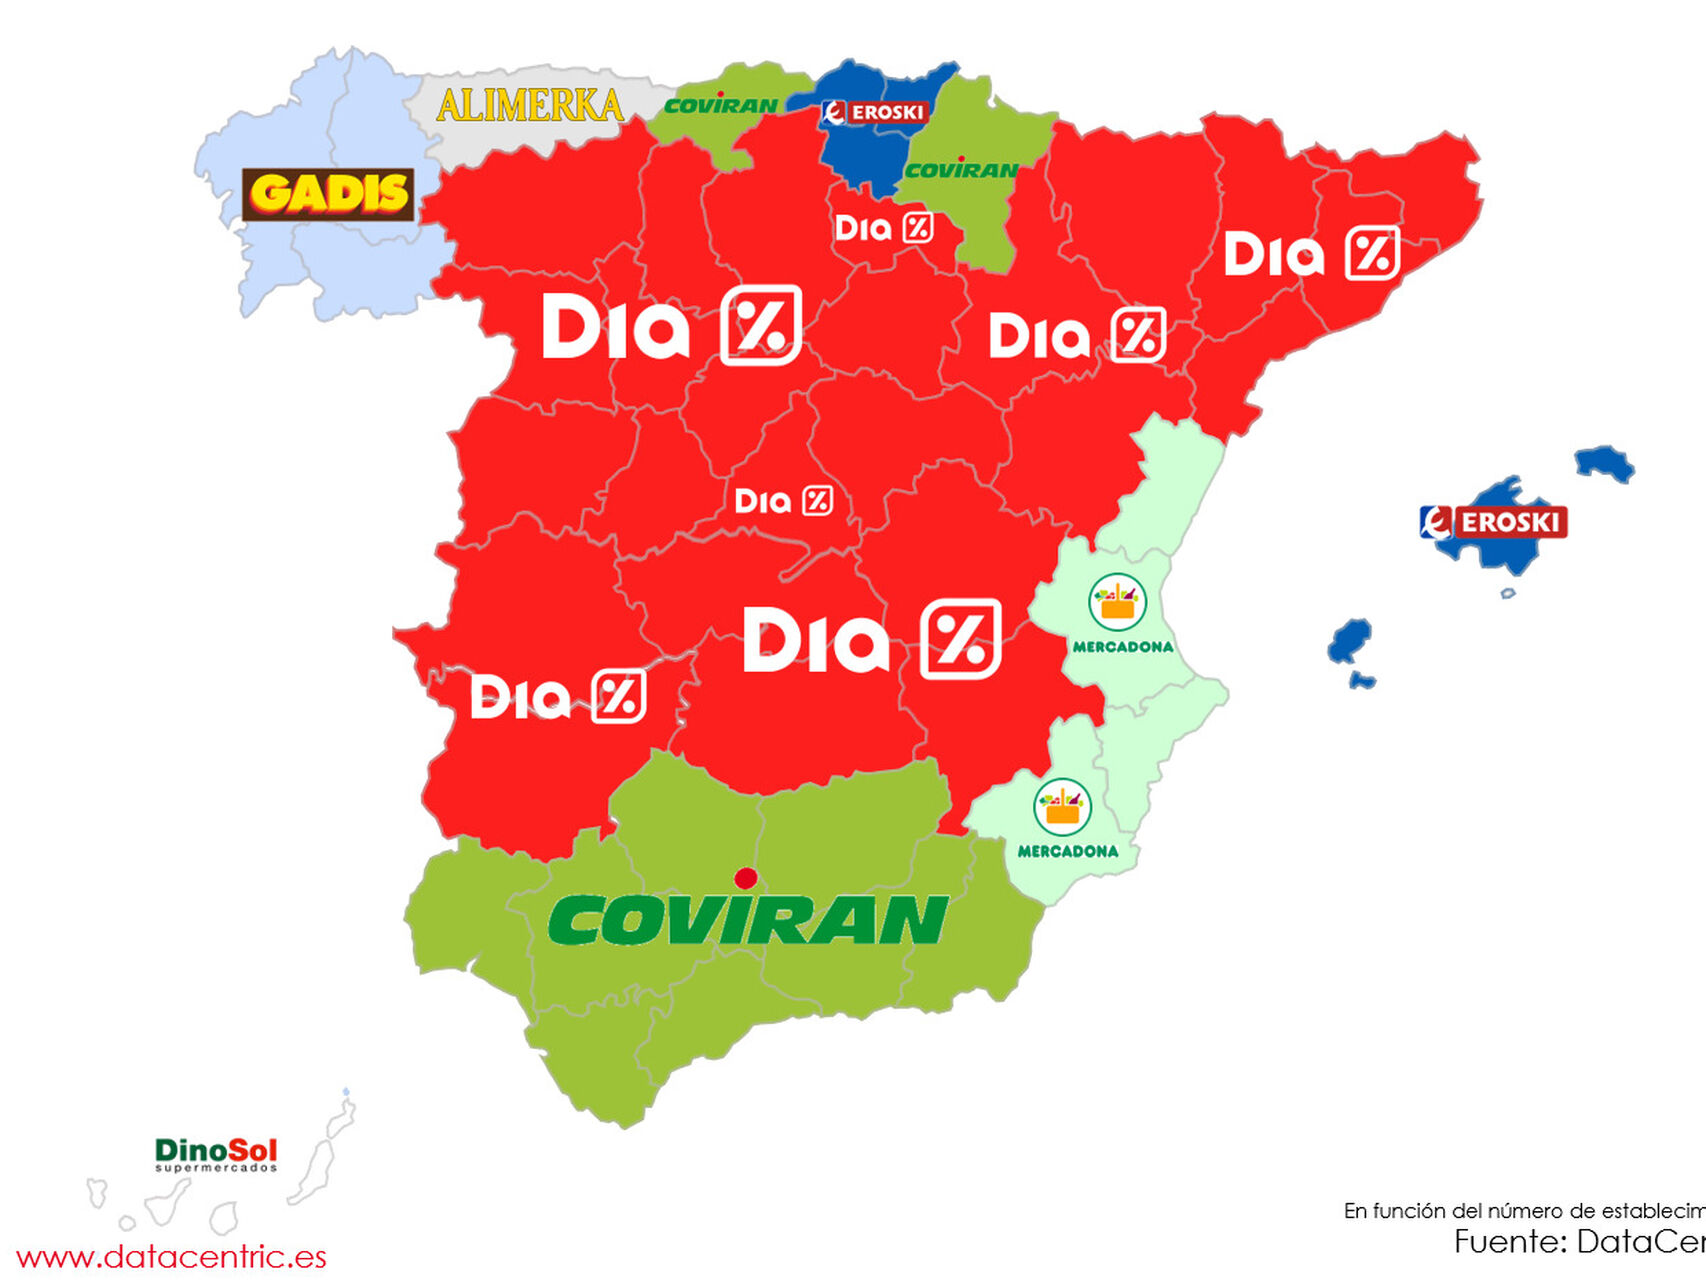 ALIMERKA
COVIRAN
EROSKI
COVIRAN
GADIS
Dia %
Dia %
Dia %
Dia %
Dia %
EROSKI
MERCADONA
Dia %
Dia %
MERCADONA
COVIRAN
DinoSol
supermercados
En función del número de establecim
Fuente: DataCen
www.datacentric.es